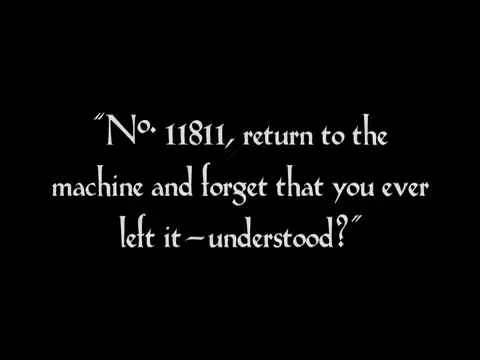 "No. 11811, return to the
machine and forget that you ever
left it—understood?"